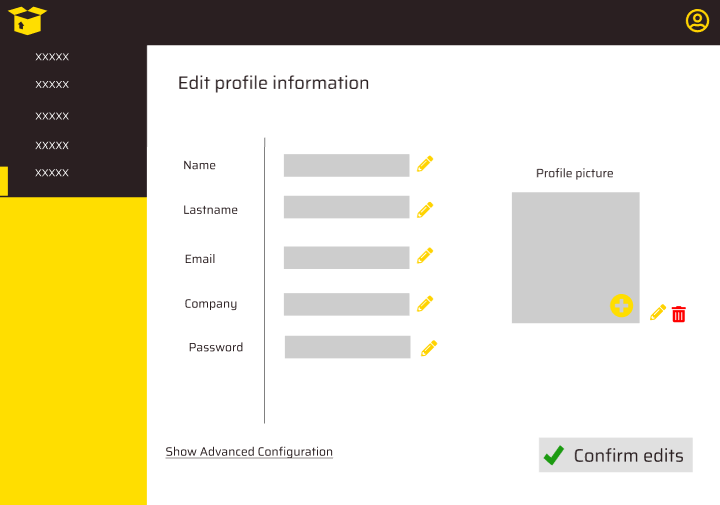 xxxxx
xxxxx
xxxxx
xxxxx
xxxxx
Edit profile information
Name
Lastname
Email
Company
Password
Profile picture
Show Advanced Configuration
Confirm edits